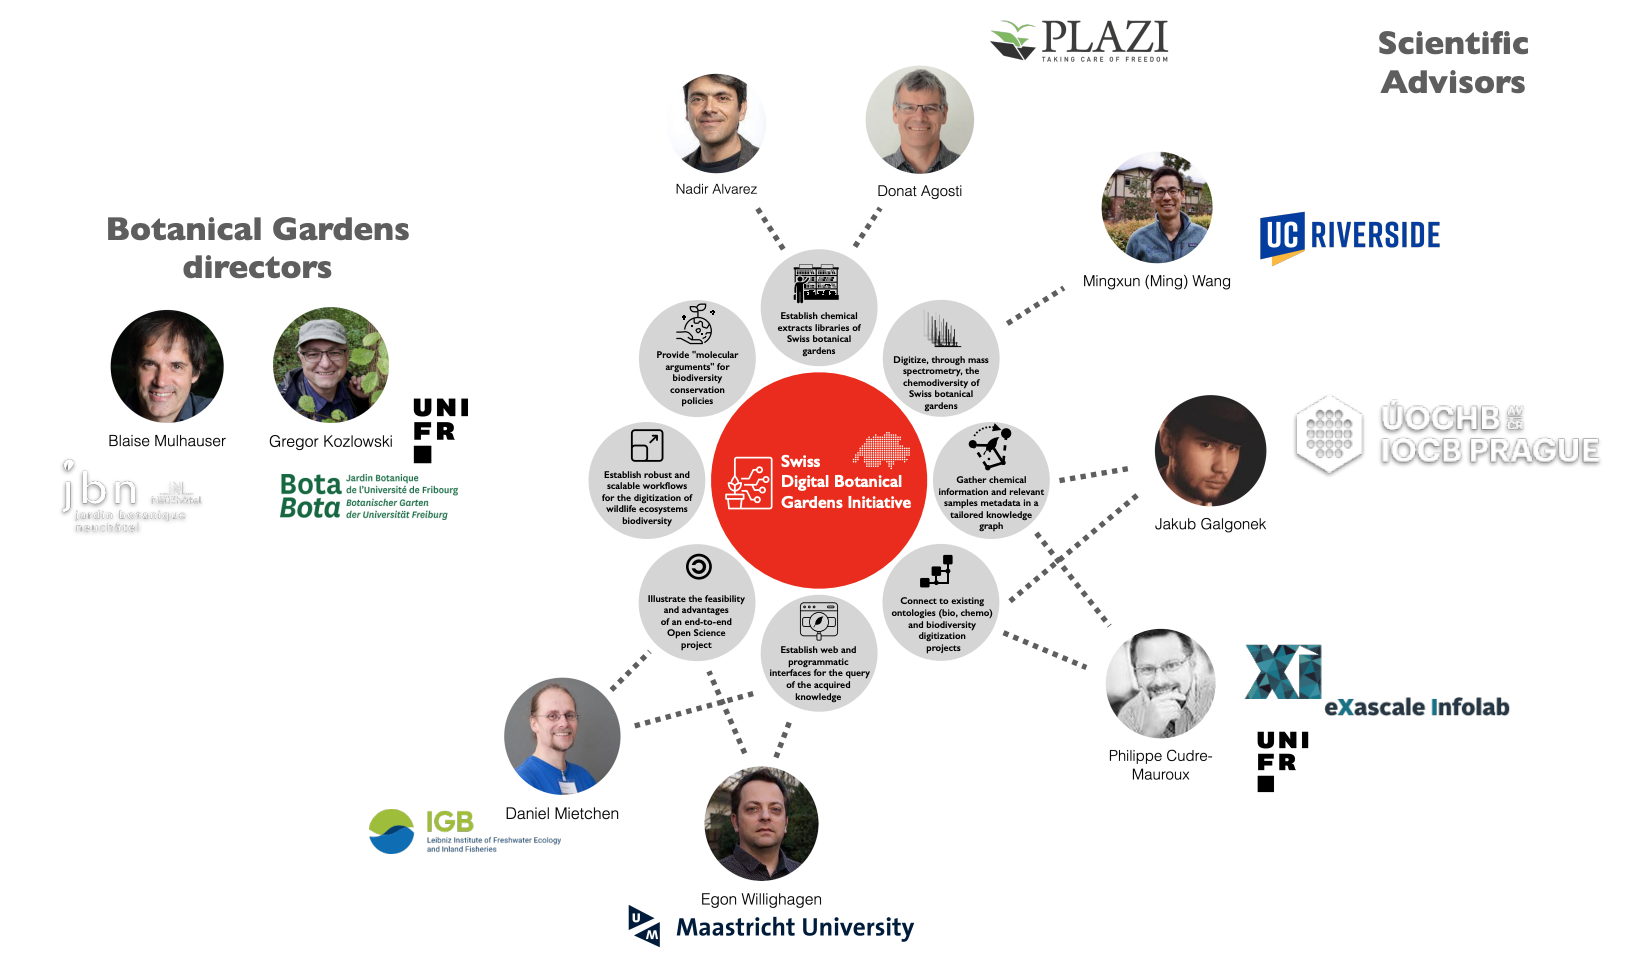 PLAZI
TAKING CARE OF FREEDOM
Scientific
Advisors
Nadir Alvarez
Donat Agosti
Mingxun (Ming) Wang
UC RIVERSIDE
Botanical Gardens
directors
Blaise Mulhauser
Gregor Kozlowski
UNI
FR
jbn
neuchâtel
jardin botanique
neuchâtel
Bota
Bota
Jardin Botanique
de l'Université de Fribourg
Botanischer Garten
der Universität Freiburg
Establish chemical
extracts libraries of
Swiss botanical
gardens
Digitize, through mass
spectrometry, the
chemodiversity of
Swiss botanical
gardens
Gather chemical
information and relevant
samples metadata in a
tailored knowledge
graph
Connect to existing
ontologies (bio, chemo)
and biodiversity
digitization
projects
Establish web and
programmatic
interfaces for the query
of the acquired
knowledge
Illustrate the feasibility
and advantages
of an end-to-end
Open Science
project
Establish robust and
scalable workflows
for the digitization of
wildlife ecosystems
biodiversity
Provide "molecular
arguments" for
biodiversity
conservation
policies
Swiss
Digital Botanical
Gardens Initiative
Jakub Galgonek
ÚOCHB AV ČR
IOCB PRAGUE
Philippe Cudre-
Mauroux
Xi
eXascale Infolab
UNI
FR
Daniel Mietchen
IGB
Leibniz Institute of Freshwater Ecology
and Inland Fisheries
Egon Willighagen
UM
Maastricht University